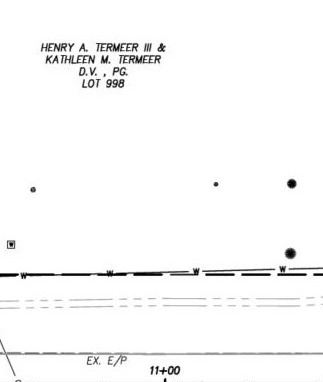 HENRY A. TERMEER III &
KATHLEEN M. TERMEER
D.V. , PG.
LOT 998
W
W W W W
EX. E/P
11+00